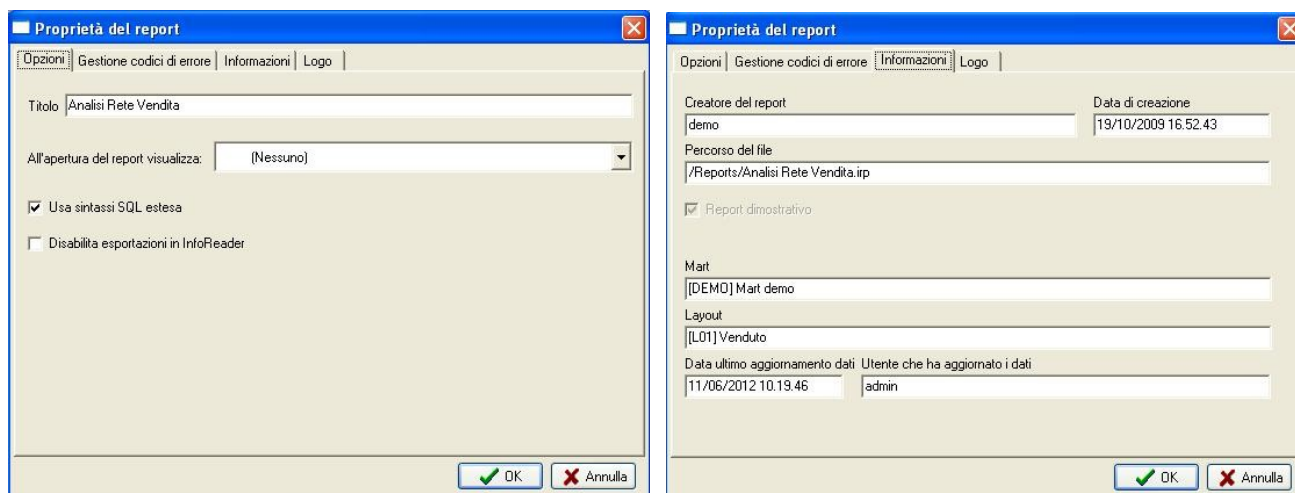 Proprietà del report
Opzioni Gestione codici di errore Informazioni Logo
Titolo Analisi Rete Vendita
All'apertura del report visualizza: (Nessuno)
Usa sintassi SQL estesa
Disabilita esportazioni in InfoReader
OK Annulla
Proprietà del report
Opzioni Gestione codici di errore Informazioni Logo
Creatore del report Data di creazione
demo 19/10/2009 16.52.43
Percorso del file
/Reports/Analisi Rete Vendita.irp
Report dimostrativo
Mart
[DEMO] Mart demo
Layout
[L01] Venduto
Data ultimo aggiornamento dati Utente che ha aggiornato i dati
11/06/2012 10.19.46 admin
OK Annulla